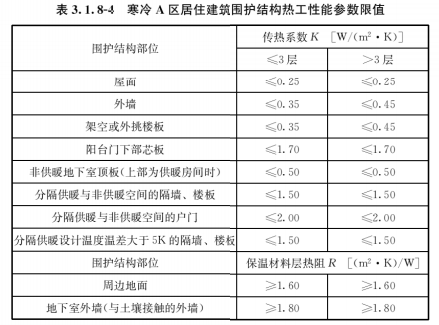 表 3.1.8-4 寒冷 A 区居住建筑围护结构热工性能参数限值
围护结构部位 传热系数 K [W/(m²·K)]
≤3 层 >3 层
屋面 ≤0.25 ≤0.25
外墙 ≤0.35 ≤0.45
架空或外挑楼板 ≤0.35 ≤0.45
阳台门下部芯板 ≤1.70 ≤1.70
非供暖地下室顶板(上部为供暖房间时) ≤0.50 ≤0.50
分隔供暖与非供暖空间的隔墙、楼板 ≤1.50 ≤1.50
分隔供暖与非供暖空间的户门 ≤2.00 ≤2.00
分隔供暖设计温度温差大于 5K 的隔墙、楼板 ≤1.50 ≤1.50
围护结构部位 保温材料层热阻 R [(m²·K)/W]
周边地面 ≥1.60 ≥1.60
地下室外墙(与土壤接触的外墙) ≥1.80 ≥1.80